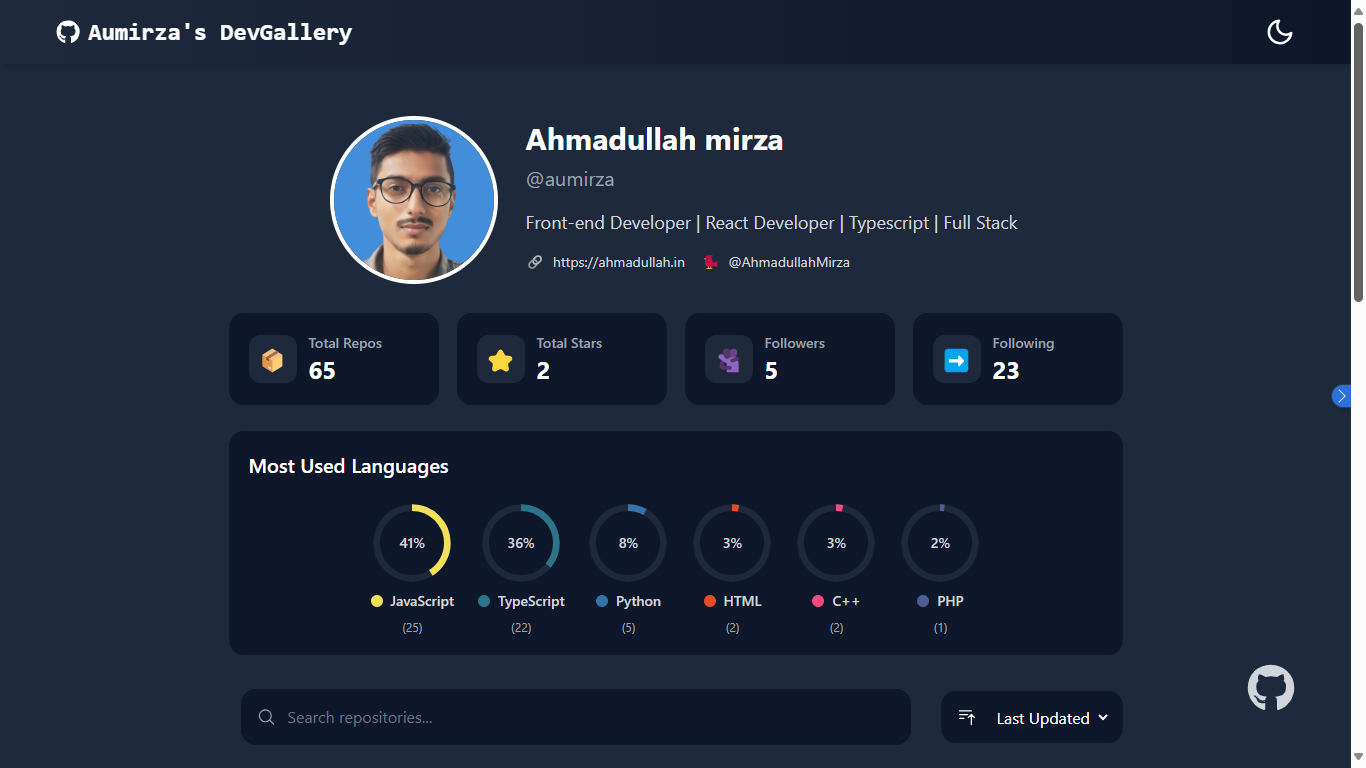 Aumirza's DevGallery
Ahmadullah mirza
@aumirza
Front-end Developer | React Developer | Typescript | Full Stack
https://ahmadullah.in @AhmadullahMirza
Total Repos
65
Total Stars
2
Followers
5
Following
23
Most Used Languages
41% 36% 8% 3% 3% 2%
JavaScript TypeScript Python HTML C++ PHP
(25) (22) (5) (2) (2) (1)
Search repositories... Last Updated